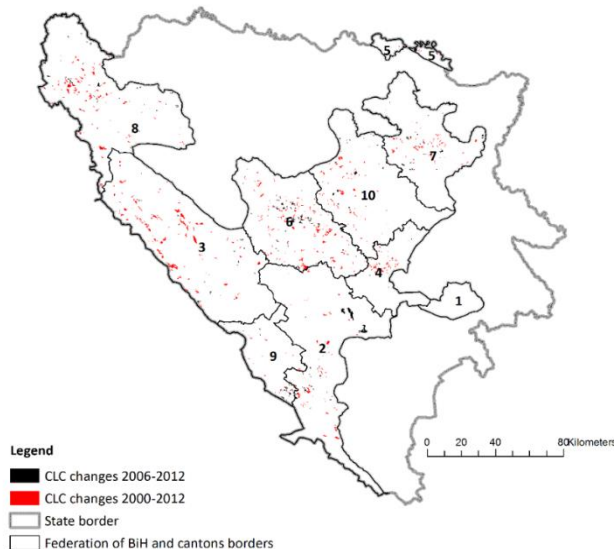 5
5
8
7
10
6
3
4
1
1
2
9
0 20 40 80 Kilometers
Legend
CLC changes 2006-2012
CLC changes 2000-2012
State border
Federation of BiH and cantons borders